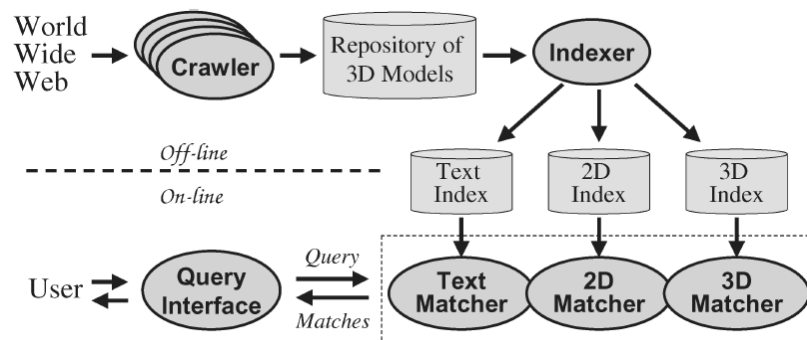 World
Wide
Web
Crawler
Repository of
3D Models
Indexer
Off-line
On-line
Text
Index
2D
Index
3D
Index
User
Query
Interface
Query
Matches
Text
Matcher
2D
Matcher
3D
Matcher